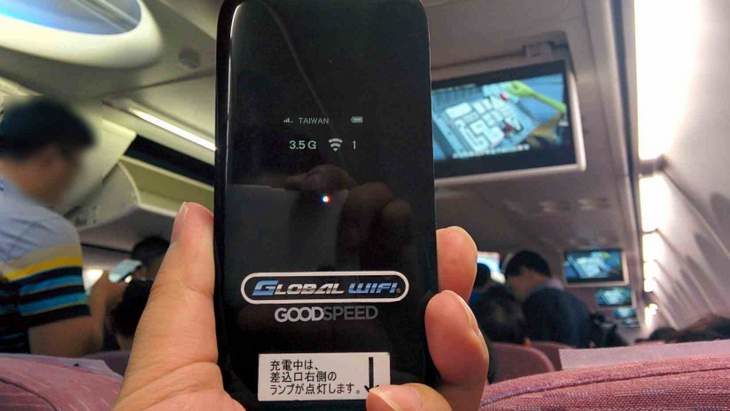 TAIWAN
3.5G 1
GLOBAL WIFI
GOODSPEED
充電中は、
差込口右側の
ランプが点灯します。